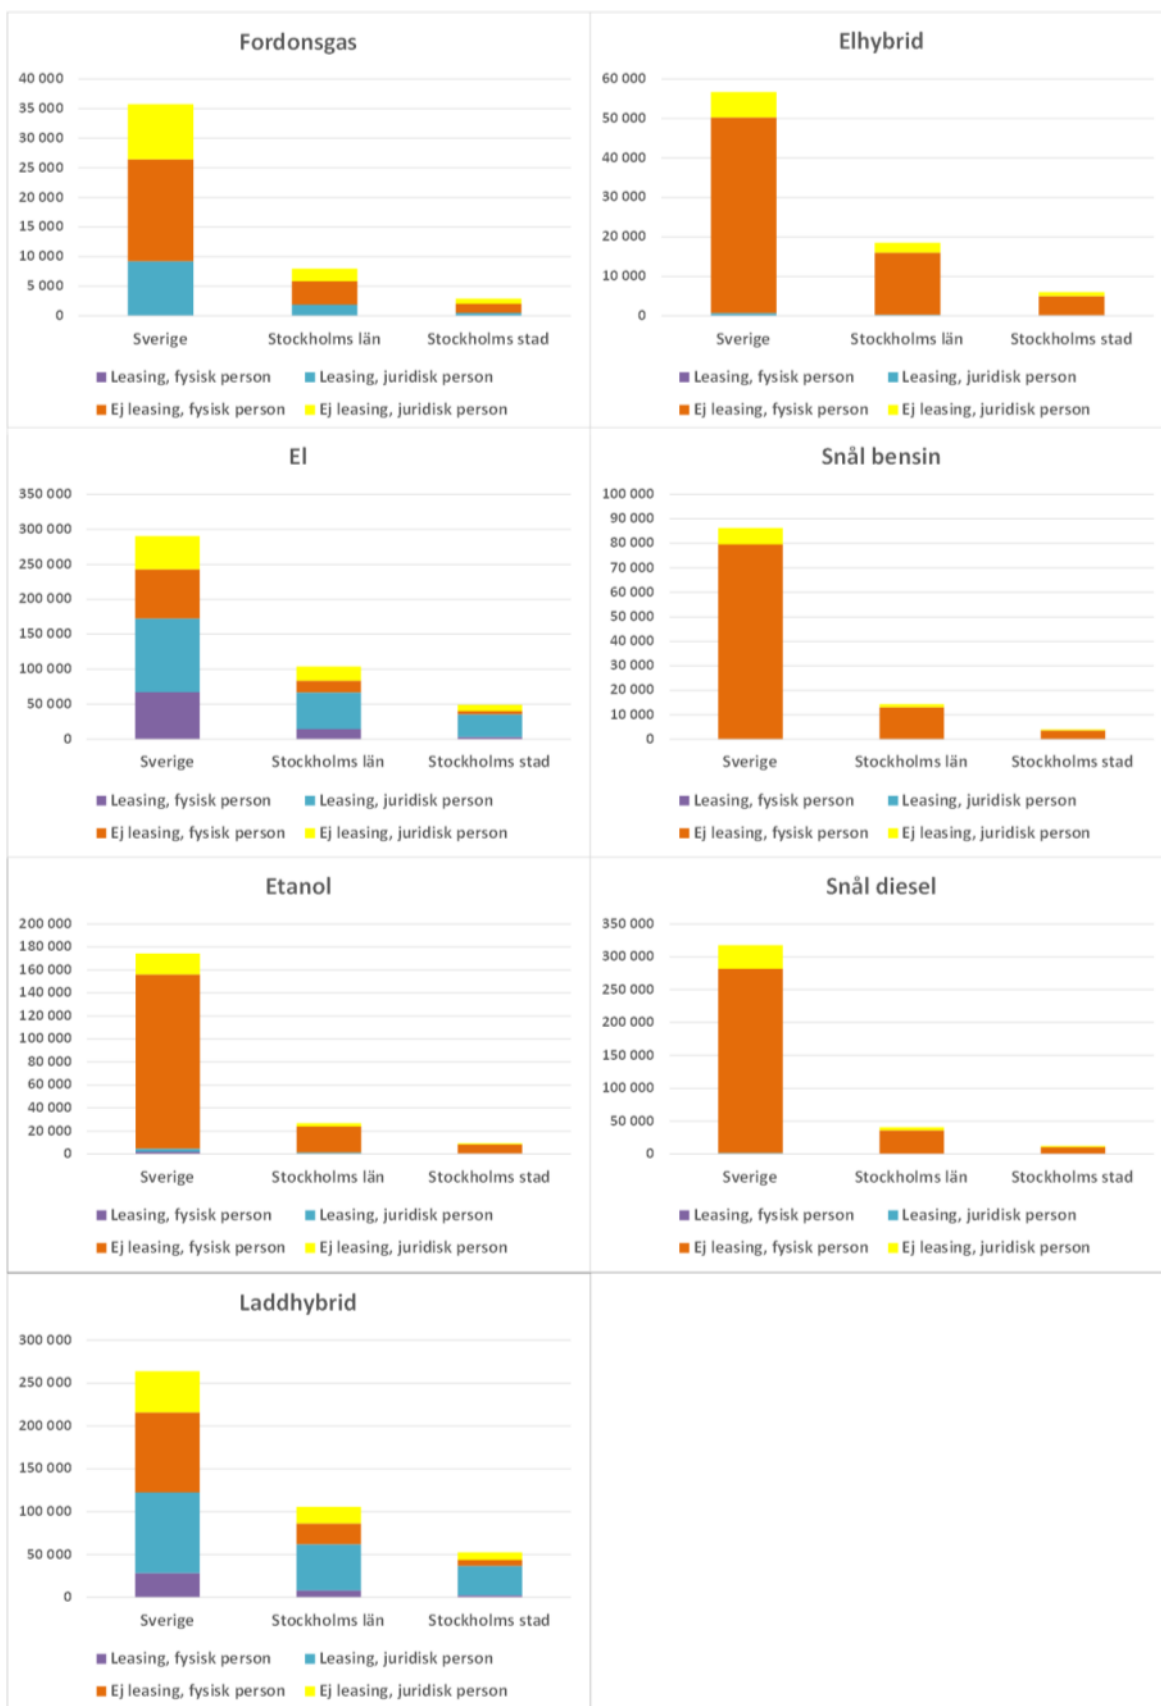 Fordonsgas
40 000
35 000
30 000
25 000
20 000
15 000
10 000
5 000
0
Sverige Stockholms län Stockholms stad
Leasing, fysisk person Leasing, juridisk person
Ej leasing, fysisk person Ej leasing, juridisk person
Elhybrid
60 000
50 000
40 000
30 000
20 000
10 000
0
Sverige Stockholms län Stockholms stad
Leasing, fysisk person Leasing, juridisk person
Ej leasing, fysisk person Ej leasing, juridisk person
El
350 000
300 000
250 000
200 000
150 000
100 000
50 000
0
Sverige Stockholms län Stockholms stad
Leasing, fysisk person Leasing, juridisk person
Ej leasing, fysisk person Ej leasing, juridisk person
Snål bensin
100 000
90 000
80 000
70 000
60 000
50 000
40 000
30 000
20 000
10 000
0
Sverige Stockholms län Stockholms stad
Leasing, fysisk person Leasing, juridisk person
Ej leasing, fysisk person Ej leasing, juridisk person
Etanol
200 000
180 000
160 000
140 000
120 000
100 000
80 000
60 000
40 000
20 000
0
Sverige Stockholms län Stockholms stad
Leasing, fysisk person Leasing, juridisk person
Ej leasing, fysisk person Ej leasing, juridisk person
Snål diesel
350 000
300 000
250 000
200 000
150 000
100 000
50 000
0
Sverige Stockholms län Stockholms stad
Leasing, fysisk person Leasing, juridisk person
Ej leasing, fysisk person Ej leasing, juridisk person
Laddhybrid
300 000
250 000
200 000
150 000
100 000
50 000
0
Sverige Stockholms län Stockholms stad
Leasing, fysisk person Leasing, juridisk person
Ej leasing, fysisk person Ej leasing, juridisk person